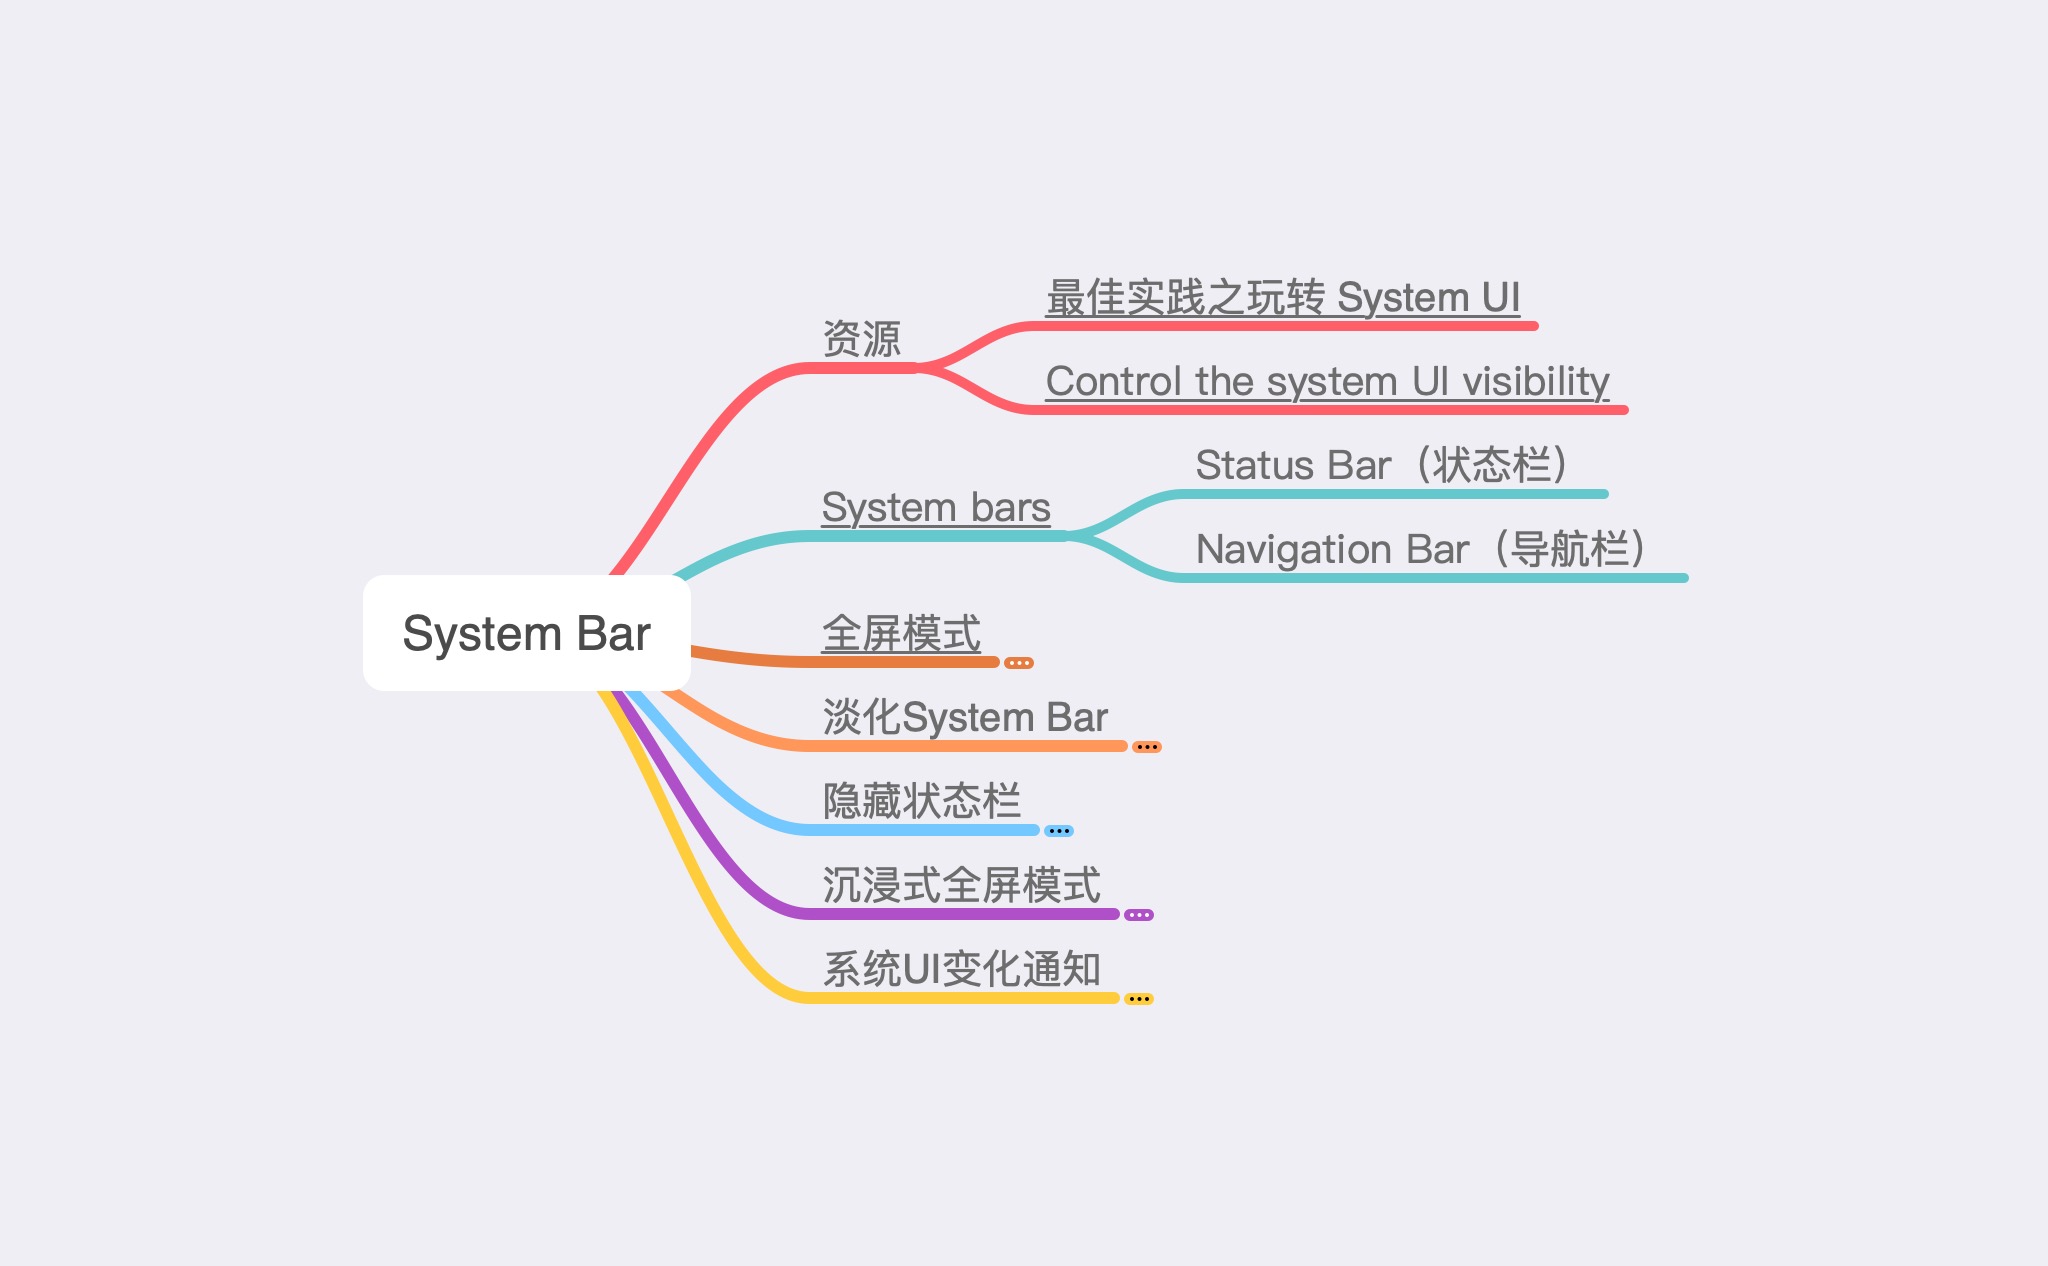 System Bar
资源
最佳实践之玩转 System UI
Control the system UI visibility
System bars
Status Bar（状态栏）
Navigation Bar（导航栏）
全屏模式
淡化System Bar
隐藏状态栏
沉浸式全屏模式
系统UI变化通知